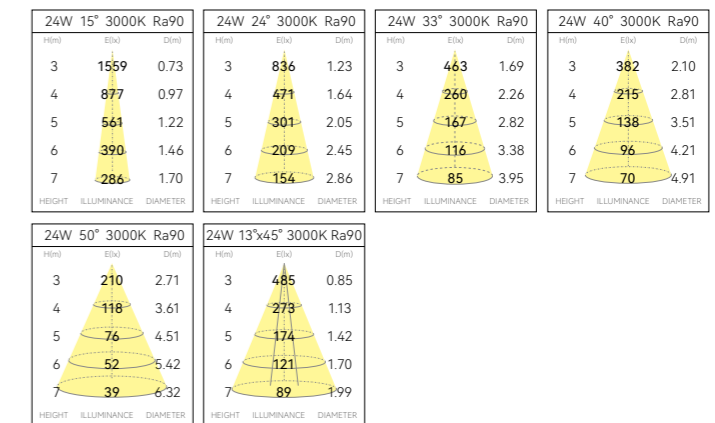 24W 15° 3000K Ra90
H(m) E(lx) D(m)
3 1559 0.73
4 877 0.97
5 561 1.22
6 390 1.46
7 286 1.70
HEIGHT ILLUMINANCE DIAMETER
24W 24° 3000K Ra90
H(m) E(lx) D(m)
3 836 1.23
4 471 1.64
5 301 2.05
6 209 2.45
7 154 2.86
HEIGHT ILLUMINANCE DIAMETER
24W 33° 3000K Ra90
H(m) E(lx) D(m)
3 463 1.69
4 260 2.26
5 167 2.82
6 116 3.38
7 85 3.95
HEIGHT ILLUMINANCE DIAMETER
24W 40° 3000K Ra90
H(m) E(lx) D(m)
3 382 2.10
4 215 2.81
5 138 3.51
6 96 4.21
7 70 4.91
HEIGHT ILLUMINANCE DIAMETER
24W 50° 3000K Ra90
H(m) E(lx) D(m)
3 210 2.71
4 118 3.61
5 76 4.51
6 52 5.42
7 39 6.32
HEIGHT ILLUMINANCE DIAMETER
24W 13°x45° 3000K Ra90
H(m) E(lx) D(m)
3 485 0.85
4 273 1.13
5 174 1.42
6 121 1.70
7 89 1.99
HEIGHT ILLUMINANCE DIAMETER